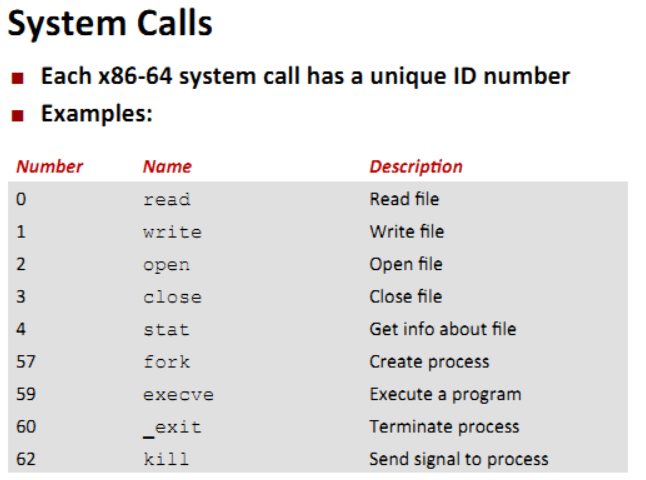 System Calls
Each x86-64 system call has a unique ID number
Examples:
Number Name Description
0 read Read file
1 write Write file
2 open Open file
3 close Close file
4 stat Get info about file
57 fork Create process
59 execve Execute a program
60 _exit Terminate process
62 kill Send signal to process